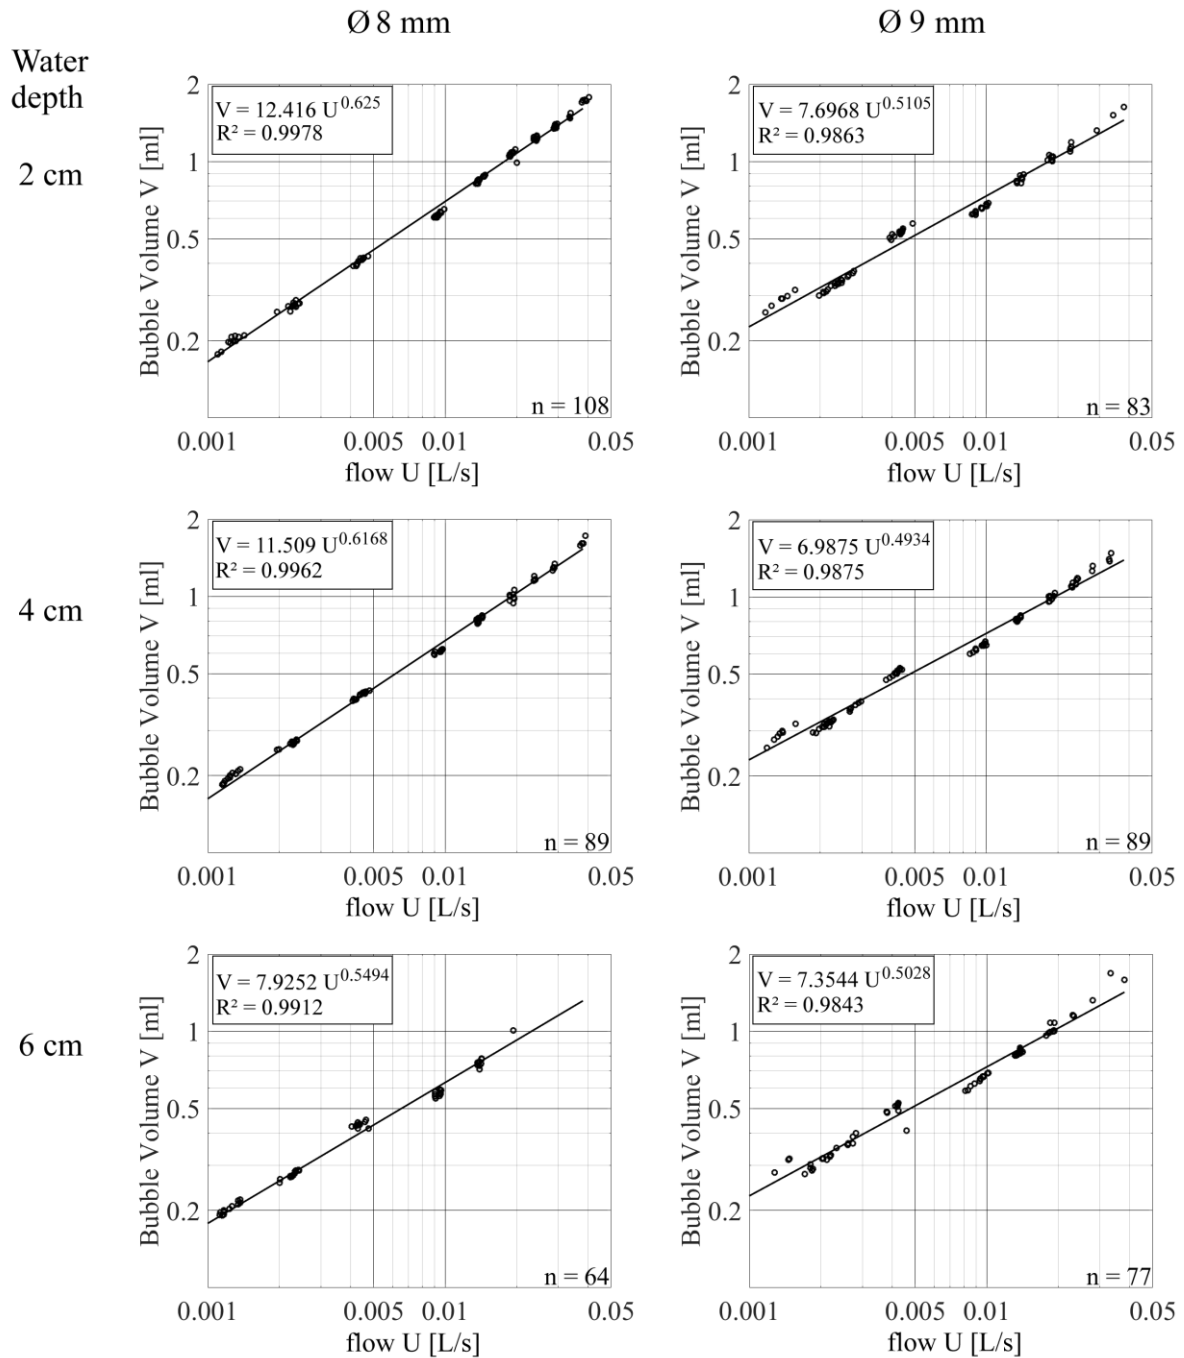 Ø 8 mm
Ø 9 mm
Water
depth
2 cm
Bubble Volume V [ml]
2
1
0.5
0.2
V = 12.416 U^0.625
R² = 0.9978
n = 108
0.001
0.005
0.01
0.05
flow U [L/s]
Bubble Volume V [ml]
2
1
0.5
0.2
V = 7.6968 U^0.5105
R² = 0.9863
n = 83
0.001
0.005
0.01
0.05
flow U [L/s]
4 cm
Bubble Volume V [ml]
2
1
0.5
0.2
V = 11.509 U^0.6168
R² = 0.9962
n = 89
0.001
0.005
0.01
0.05
flow U [L/s]
Bubble Volume V [ml]
2
1
0.5
0.2
V = 6.9875 U^0.4934
R² = 0.9875
n = 89
0.001
0.005
0.01
0.05
flow U [L/s]
6 cm
Bubble Volume V [ml]
2
1
0.5
0.2
V = 7.9252 U^0.5494
R² = 0.9912
n = 64
0.001
0.005
0.01
0.05
flow U [L/s]
Bubble Volume V [ml]
2
1
0.5
0.2
V = 7.3544 U^0.5028
R² = 0.9843
n = 77
0.001
0.005
0.01
0.05
flow U [L/s]